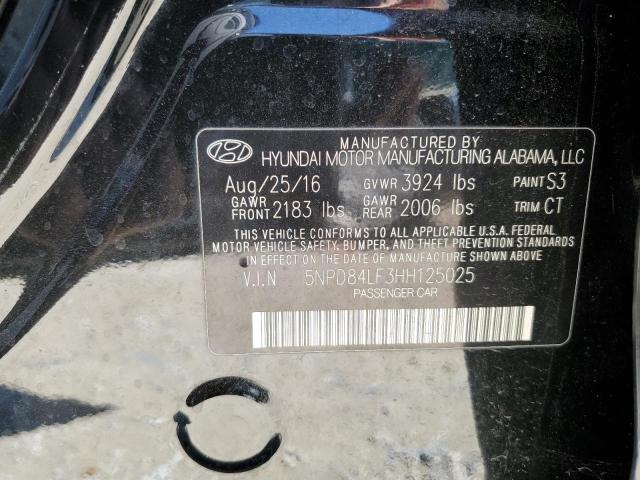 MANUFACTURED BY
HYUNDAI MOTOR MANUFACTURING ALABAMA, LLC
Aug/25/16 GVWR 3924 lbs PAINT S3
GAWR FRONT 2183 lbs GAWR REAR 2006 lbs TRIM CT
THIS VEHICLE CONFORMS TO ALL APPLICABLE U.S.A. FEDERAL
MOTOR VEHICLE SAFETY, BUMPER, AND THEFT PREVENTION STANDARDS
IN EFFECT ON THE DATE OF MANUFACTURE SHOWN ABOVE.
V.I.N 5NPD84LF3HH125025
PASSENGER CAR